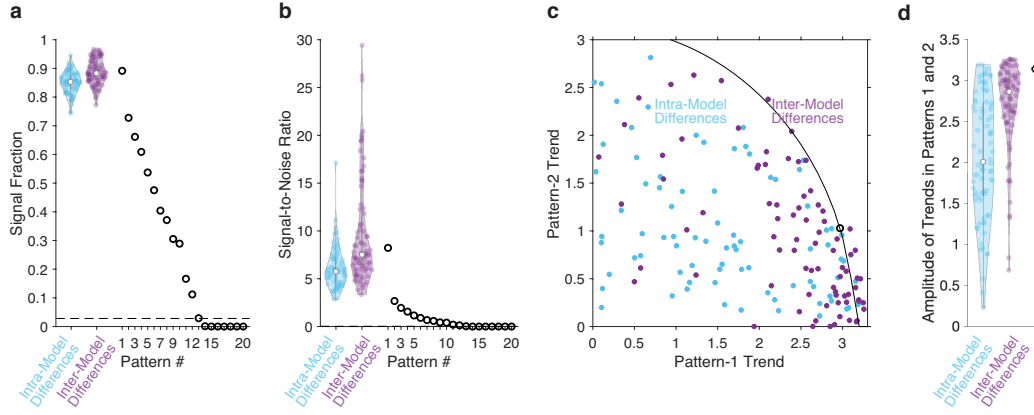 a
b
c
d
Signal Fraction
1
0.9
0.8
0.7
0.6
0.5
0.4
0.3
0.2
0.1
0
Intra-Model
Differences
Inter-Model
Differences
1 3 5 7 9 12 15 20
Pattern #
Signal-to-Noise Ratio
30
25
20
15
10
5
0
Intra-Model
Differences
Inter-Model
Differences
1 3 5 7 9 12 15 20
Pattern #
Pattern-2 Trend
3
2.5
2
1.5
1
0.5
0
Intra-Model
Differences
Inter-Model
Differences
0 0.5 1 1.5 2 2.5 3
Pattern-1 Trend
Amplitude of Trends in Patterns 1 and 2
3.5
3
2.5
2
1.5
1
0.5
0
Intra-Model
Differences
Inter-Model
Differences